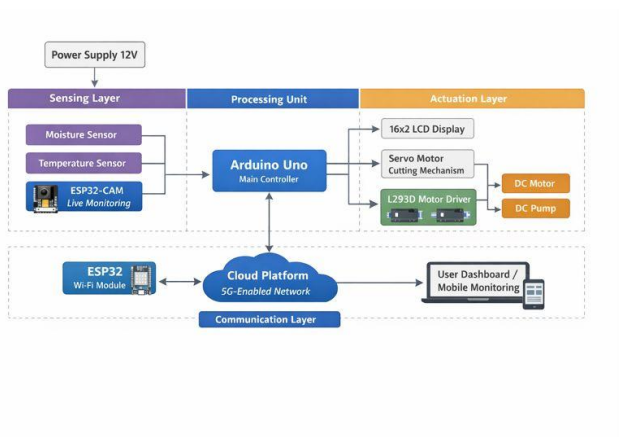 Power Supply 12V
Sensing Layer
Processing Unit
Actuation Layer
Moisture Sensor
Temperature Sensor
ESP32-CAM
Live Monitoring
Arduino Uno
Main Controller
16x2 LCD Display
Servo Motor
Cutting Mechanism
L293D Motor Driver
DC Motor
DC Pump
ESP32
Wi-Fi Module
Cloud Platform
5G-Enabled Network
User Dashboard /
Mobile Monitoring
Communication Layer